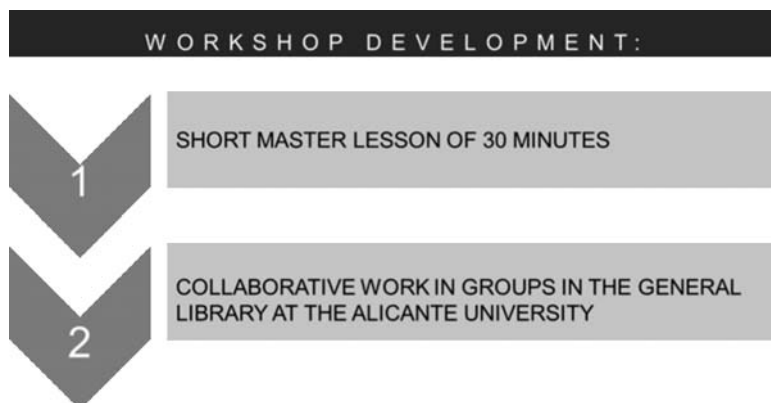 WORKSHOP DEVELOPMENT:
1
SHORT MASTER LESSON OF 30 MINUTES
2
COLLABORATIVE WORK IN GROUPS IN THE GENERAL
LIBRARY AT THE ALICANTE UNIVERSITY